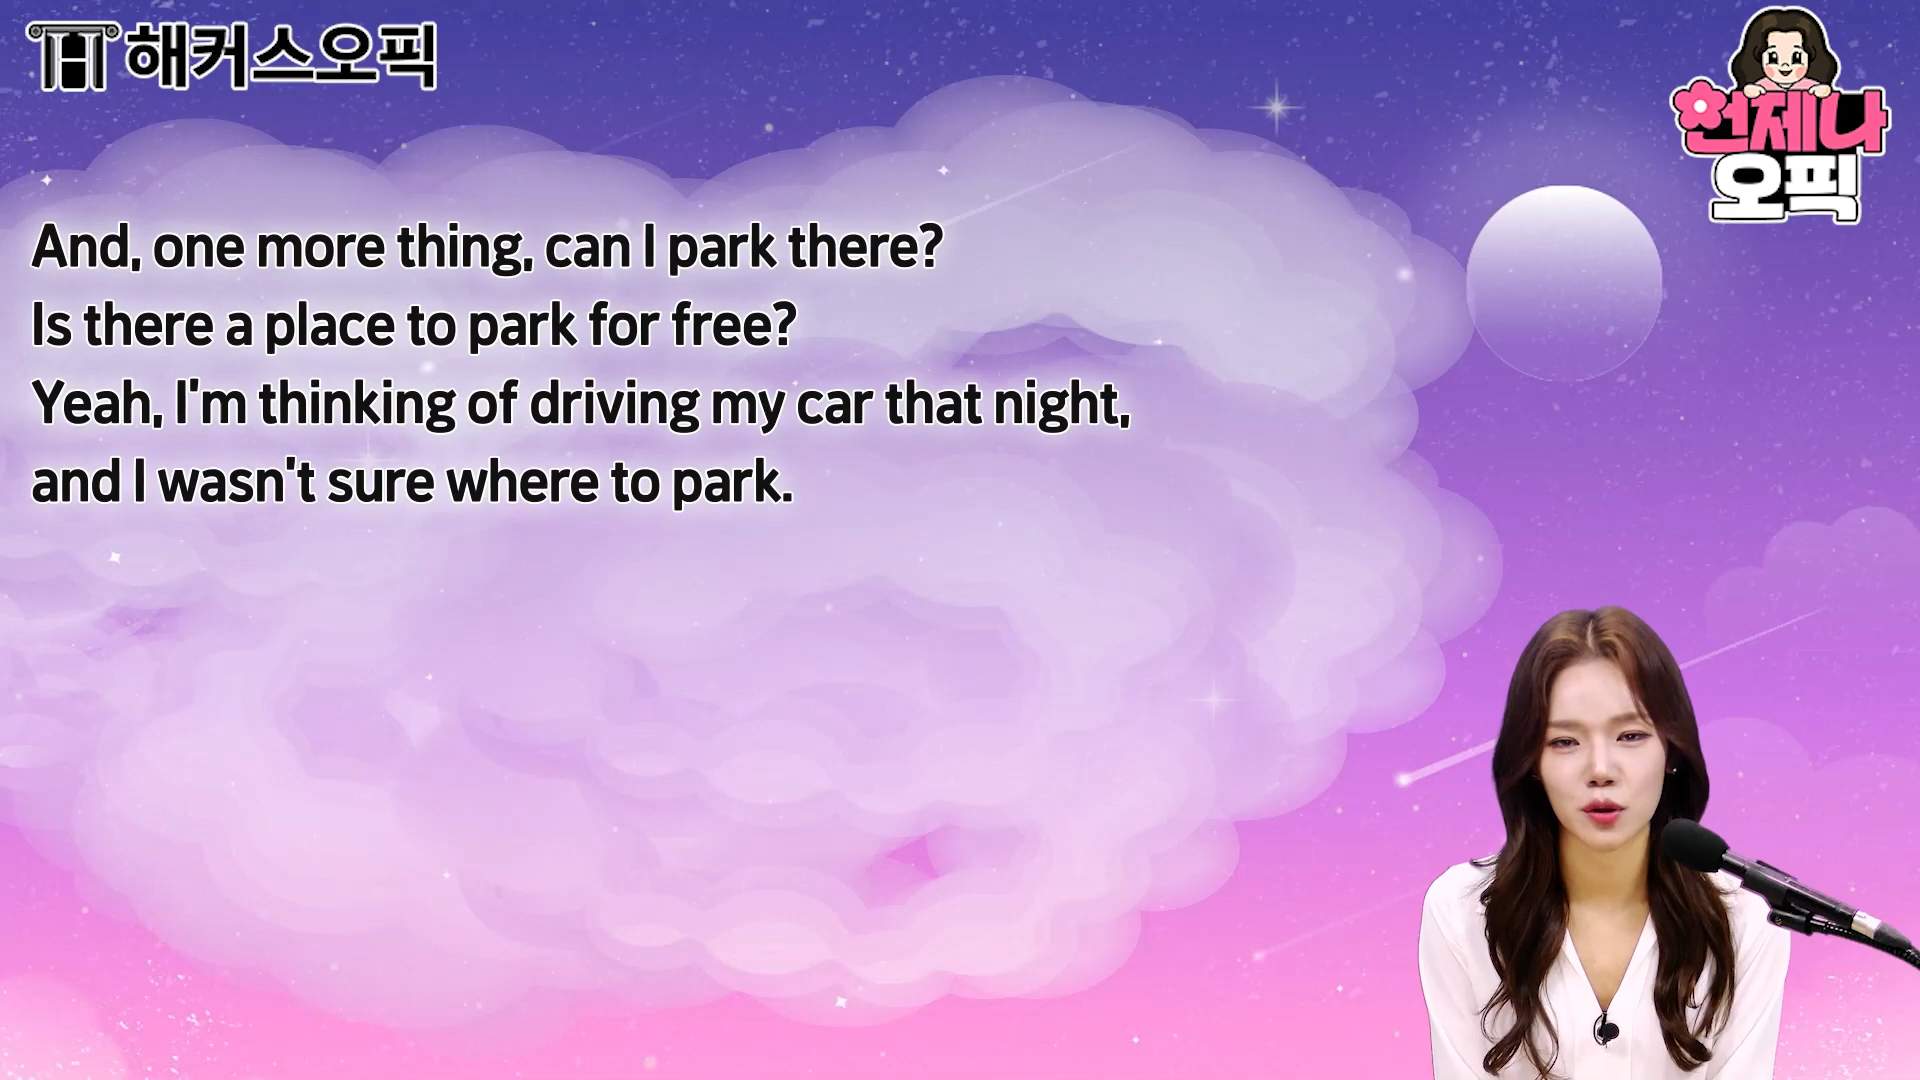 해커스오픽
언제나
오픽
And, one more thing, can I park there?
Is there a place to park for free?
Yeah, I'm thinking of driving my car that night,
and I wasn't sure where to park.